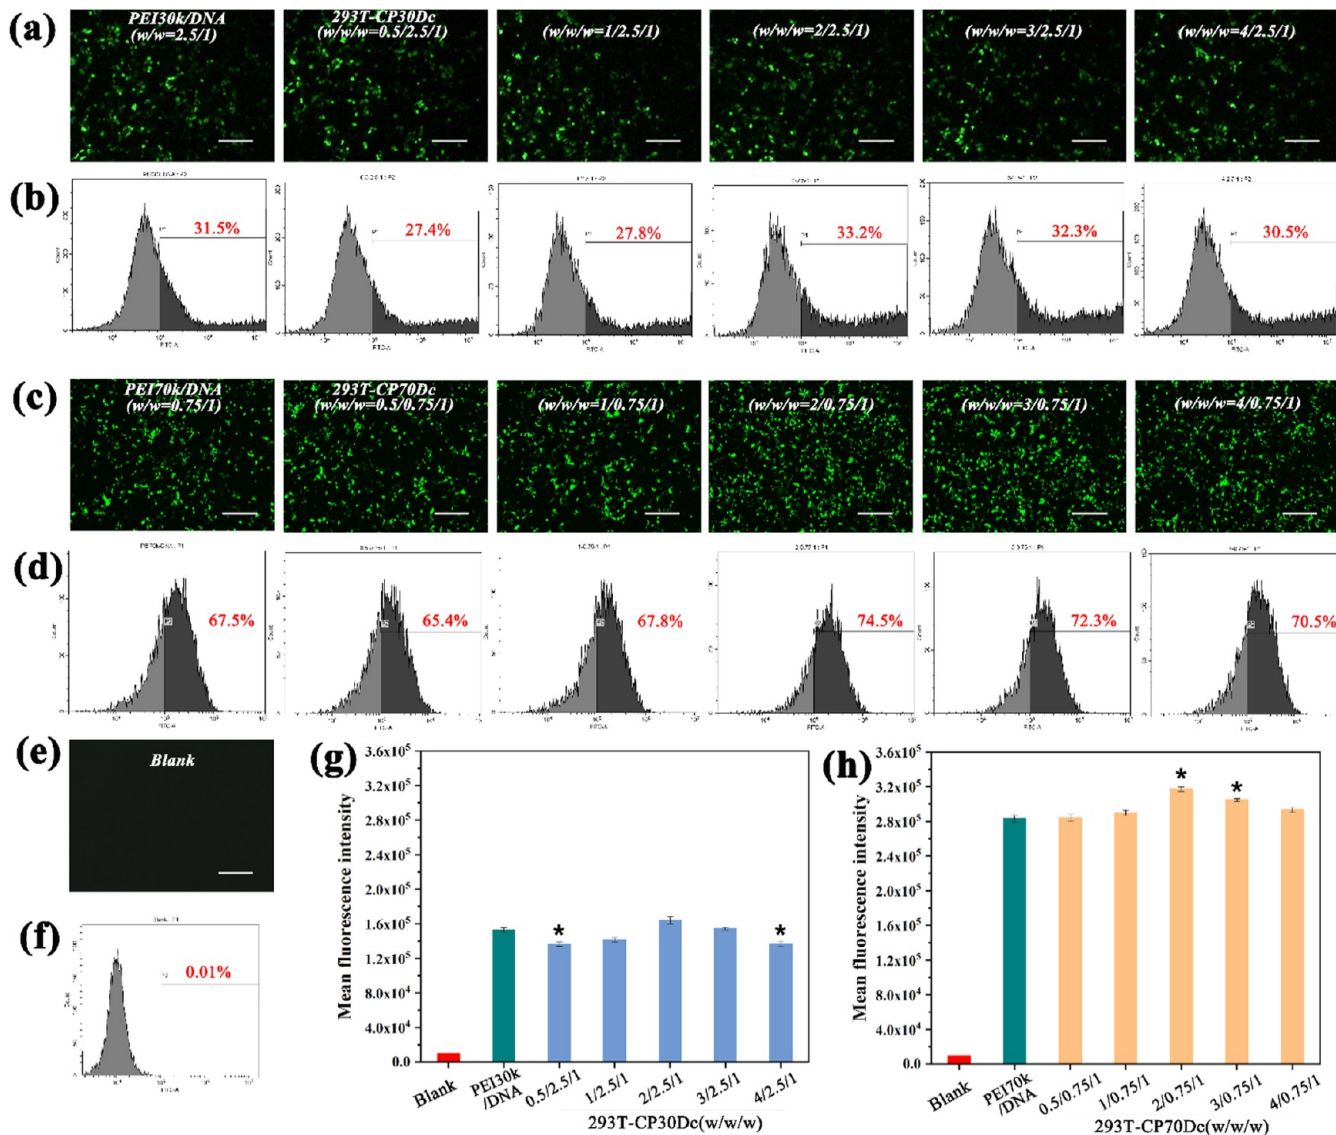 (a)
PEI30k/DNA
(w/w=2.5/1)
293T-CP30Dc
(w/w/w=0.5/2.5/1)
(w/w/w=1/2.5/1)
(w/w/w=2/2.5/1)
(w/w/w=3/2.5/1)
(w/w/w=4/2.5/1)
(b)
31.5%
27.4%
27.8%
33.2%
32.3%
30.5%
Count
FITC-A
(c)
PEI70k/DNA
(w/w=0.75/1)
293T-CP70Dc
(w/w/w=0.5/0.75/1)
(w/w/w=1/0.75/1)
(w/w/w=2/0.75/1)
(w/w/w=3/0.75/1)
(w/w/w=4/0.75/1)
(d)
67.5%
65.4%
67.8%
74.5%
72.3%
70.5%
Count
FITC-A
(e)
Blank
(f)
Blank : P1
0.01%
Count
FITC-A
(g)
Mean fluorescence intensity
3.6x10⁵
3.2x10⁵
2.8x10⁵
2.4x10⁵
2.0x10⁵
1.6x10⁵
1.2x10⁵
8.0x10⁴
4.0x10⁴
0.0
*
*
Blank
PEI30k
/DNA
0.5/2.5/1
1/2.5/1
2/2.5/1
3/2.5/1
4/2.5/1
293T-CP30Dc(w/w/w)
(h)
Mean fluorescence intensity
3.6x10⁵
3.2x10⁵
2.8x10⁵
2.4x10⁵
2.0x10⁵
1.6x10⁵
1.2x10⁵
8.0x10⁴
4.0x10⁴
0.0
*
*
Blank
PEI70k
/DNA
0.5/0.75/1
1/0.75/1
2/0.75/1
3/0.75/1
4/0.75/1
293T-CP70Dc(w/w/w)